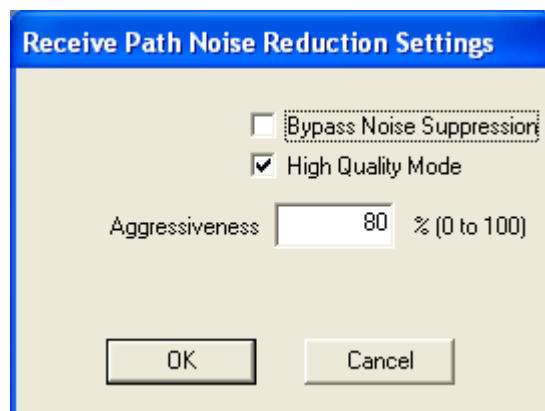 Receive Path Noise Reduction Settings
Bypass Noise Suppression
High Quality Mode
Aggressiveness 80 % (0 to 100)
OK Cancel